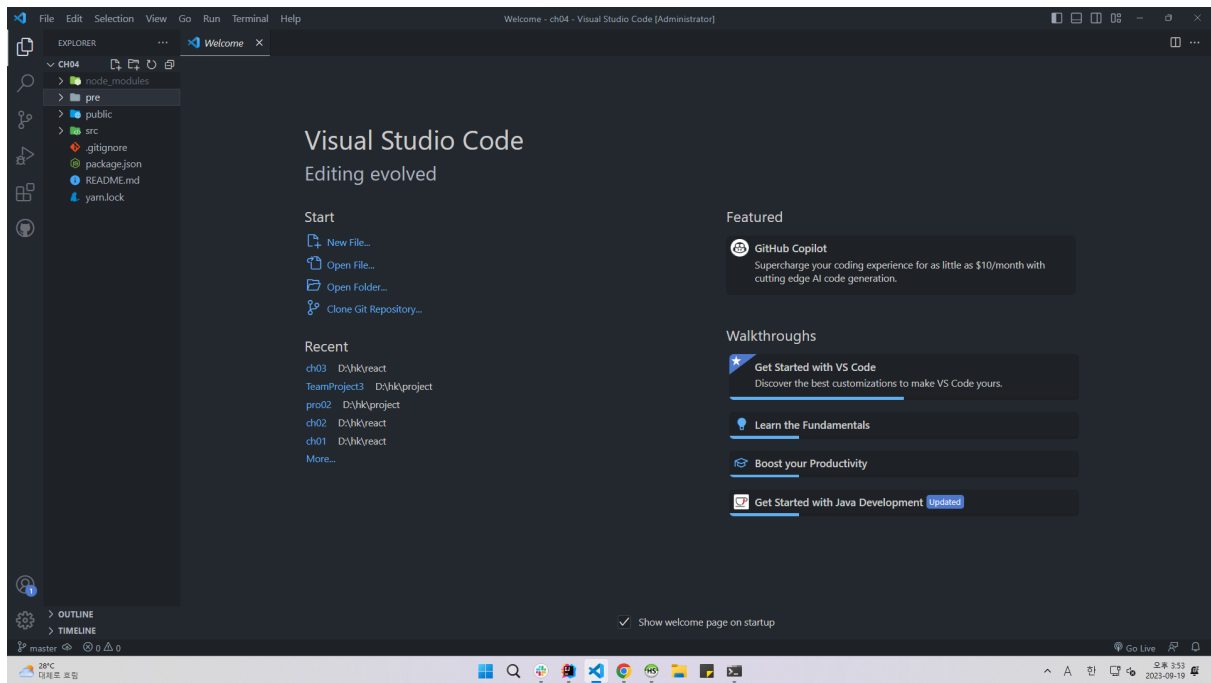 File Edit Selection View Go Run Terminal Help
Welcome - ch04 - Visual Studio Code [Administrator]
EXPLORER
Welcome
CH04
node_modules
pre
public
src
.gitignore
package.json
README.md
yarn.lock
Visual Studio Code
Editing evolved
Start
New File...
Open File...
Open Folder...
Clone Git Repository...
Recent
ch03 D:\hk\react
TeamProject3 D:\hk\project
pro02 D:\hk\project
ch02 D:\hk\react
ch01 D:\hk\react
More...
Featured
GitHub Copilot
Supercharge your coding experience for as little as $10/month with
cutting edge AI code generation.
Walkthroughs
Get Started with VS Code
Discover the best customizations to make VS Code yours.
Learn the Fundamentals
Boost your Productivity
Get Started with Java Development Updated
Show welcome page on startup
1
OUTLINE
TIMELINE
master 0 0
Go Live
28°C
대체로 흐림
A 한
오후 3:53
2023-09-19